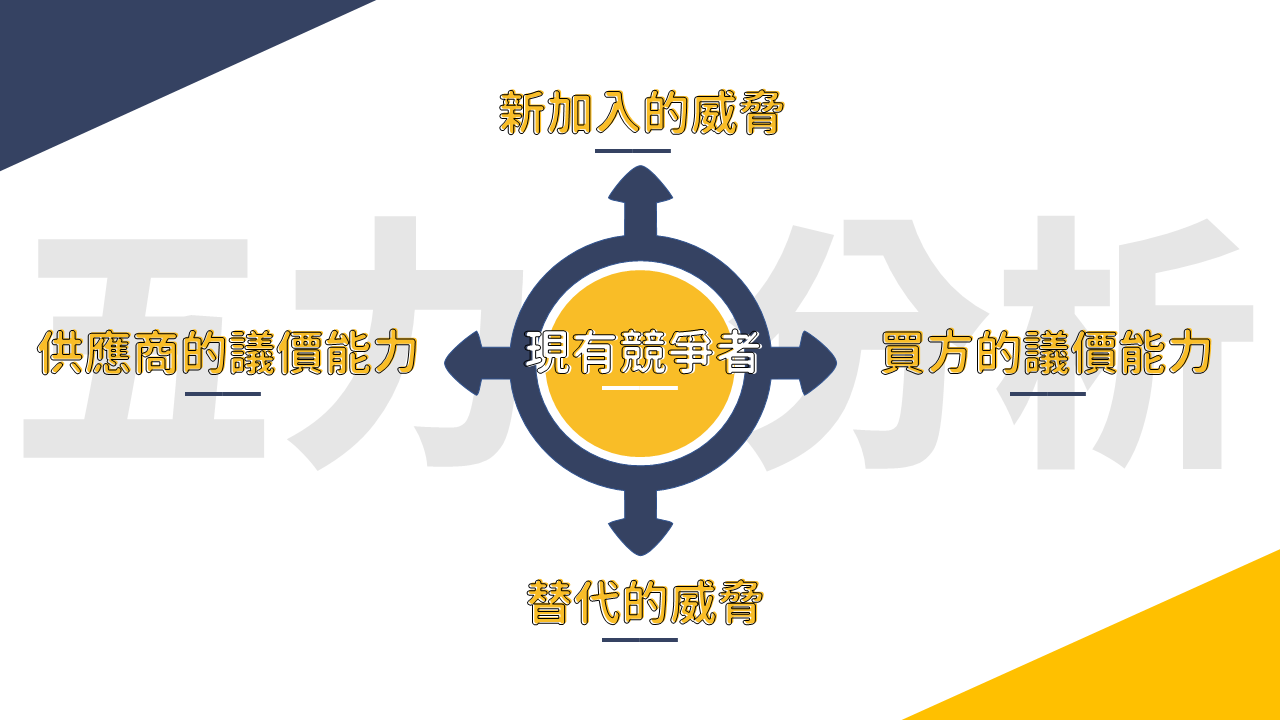 新加入的威脅
五力分析
供應商的議價能力
現有競爭者
買方的議價能力
替代的威脅